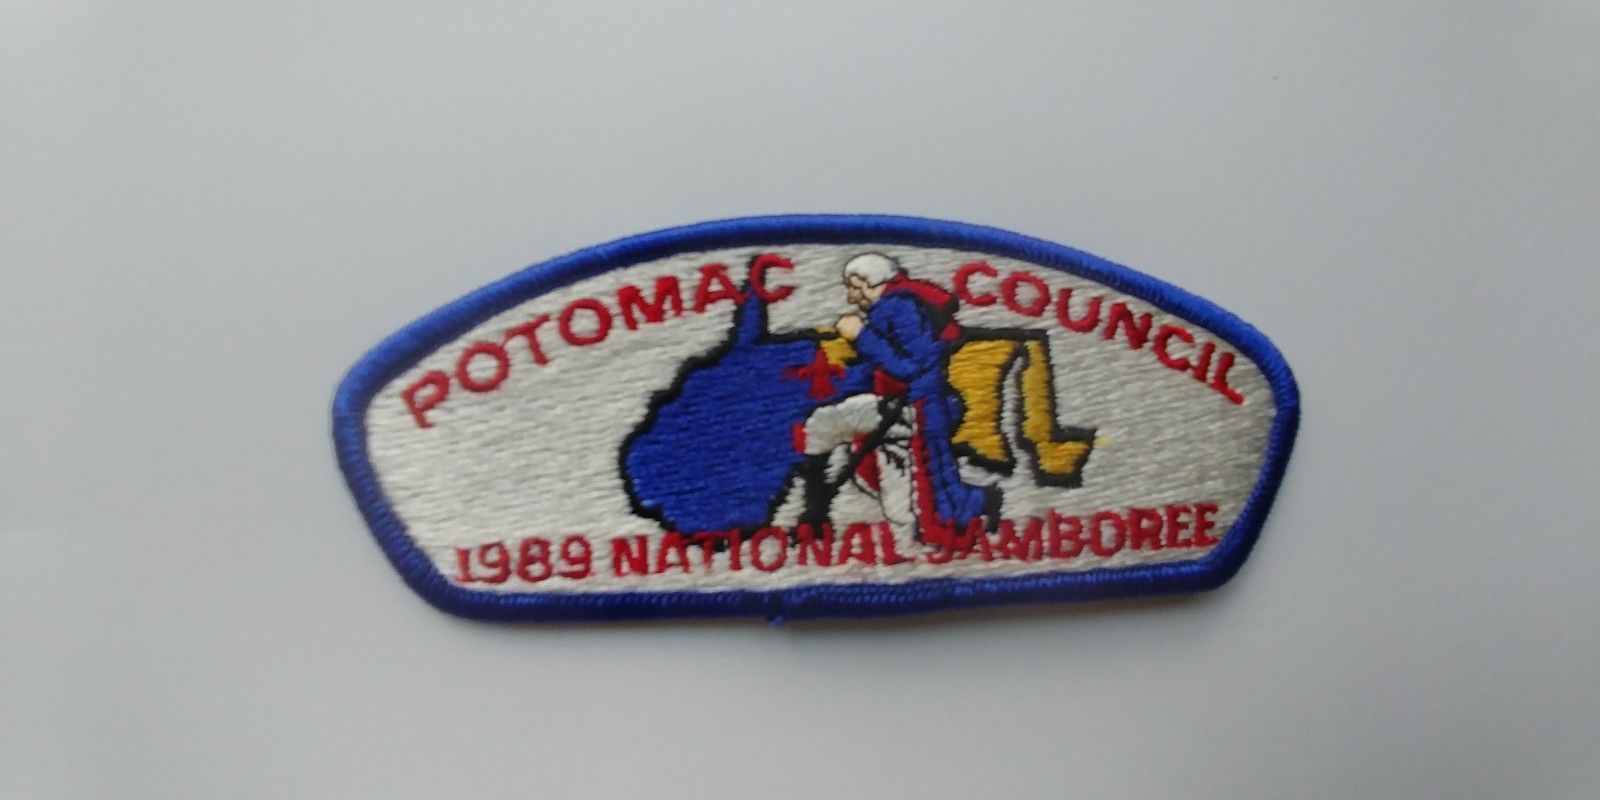 POTOMAC COUNCIL
1989 NATIONAL JAMBOREE